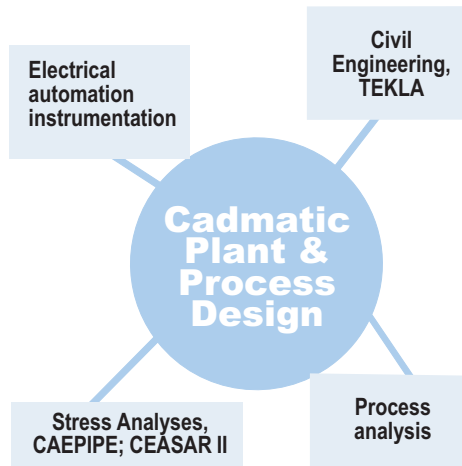 Electrical
automation
instrumentation
Civil
Engineering,
TEKLA
Cadmatic
Plant &
Process
Design
Stress Analyses,
CAEPIPE; CEASAR II
Process
analysis